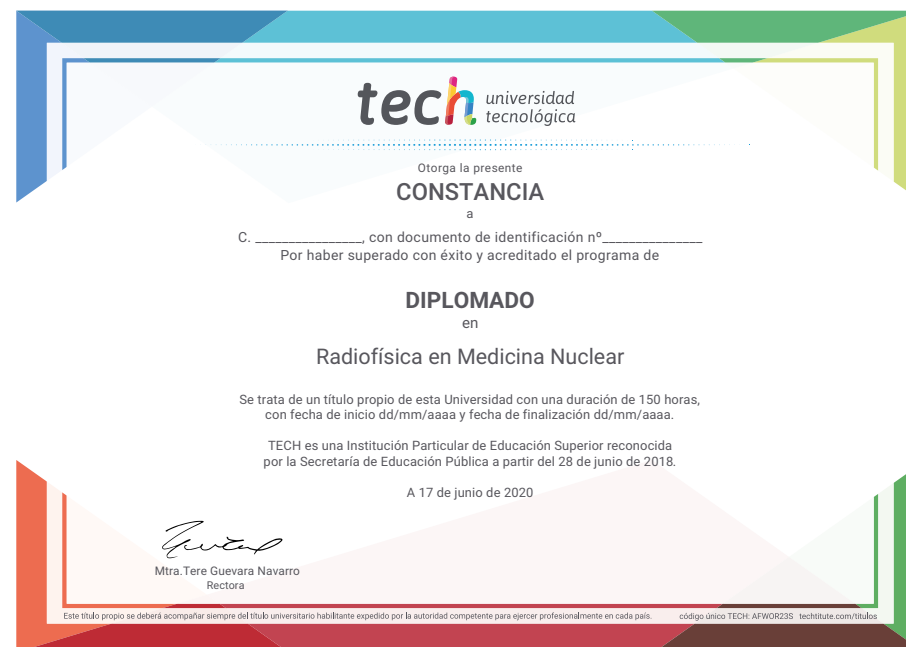 tech universidad
tecnológica
Otorga la presente
CONSTANCIA
a
C. ________________, con documento de identificación nº_______________
Por haber superado con éxito y acreditado el programa de
DIPLOMADO
en
Radiofísica en Medicina Nuclear
Se trata de un título propio de esta Universidad con una duración de 150 horas,
con fecha de inicio dd/mm/aaaa y fecha de finalización dd/mm/aaaa.
TECH es una Institución Particular de Educación Superior reconocida
por la Secretaría de Educación Pública a partir del 28 de junio de 2018.
A 17 de junio de 2020
Mtra.Tere Guevara Navarro
Rectora
Este título propio se deberá acompañar siempre del título universitario habilitante expedido por la autoridad competente para ejercer profesionalmente en cada país. código único TECH: AFWOR23S techtitute.com/titulos